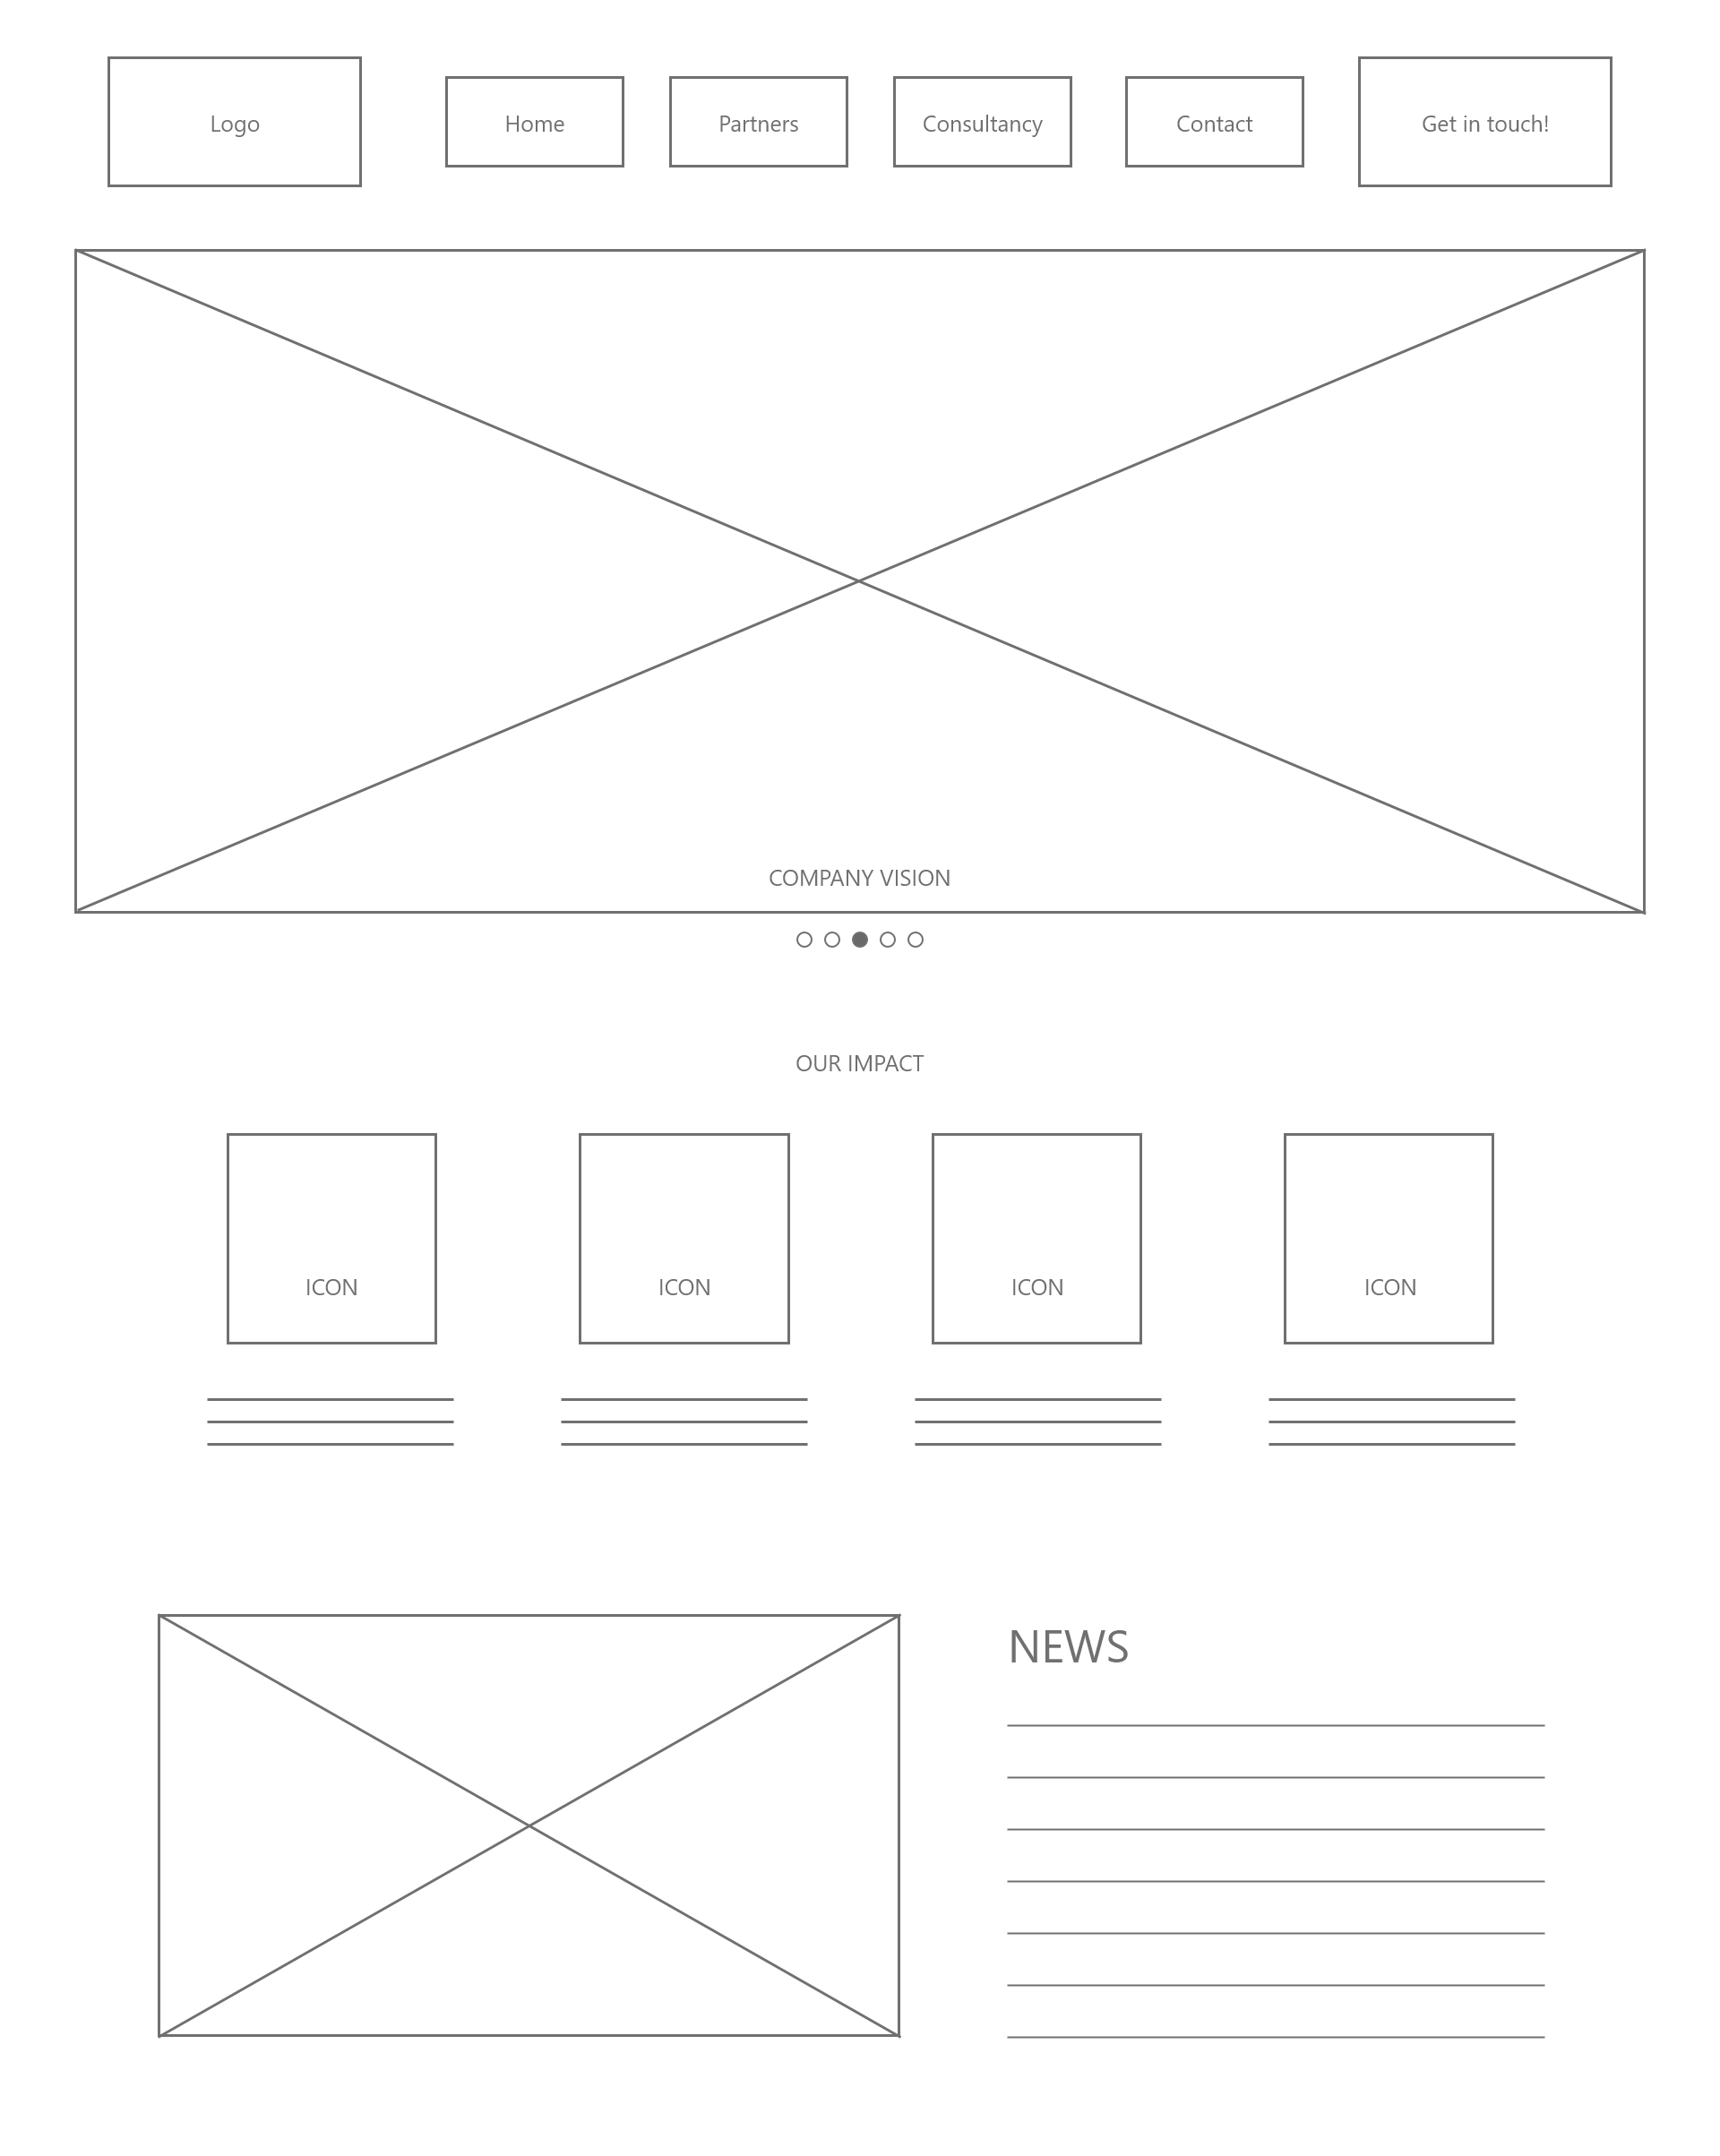 Logo
Home
Partners
Consultancy
Contact
Get in touch!
COMPANY VISION
OUR IMPACT
ICON
ICON
ICON
ICON
NEWS